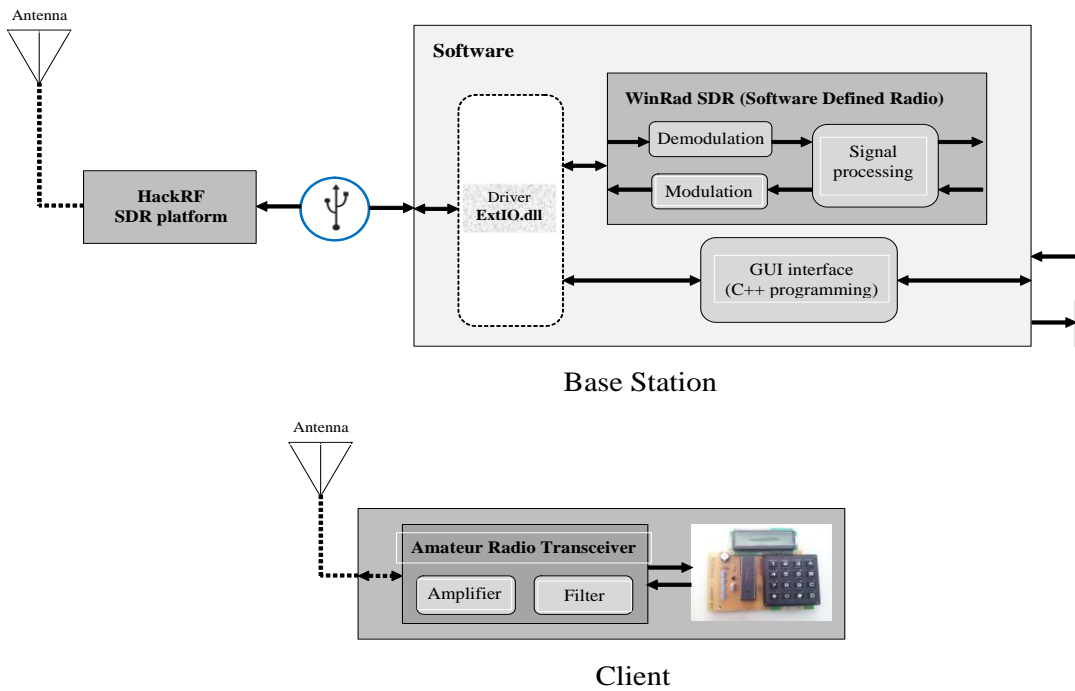 Antenna
Software
WinRad SDR (Software Defined Radio)
Demodulation
Signal
processing
Modulation
HackRF
SDR platform
Driver
ExtIO.dll
GUI interface
(C++ programming)
Base Station
Antenna
Amateur Radio Transceiver
Amplifier
Filter
Client